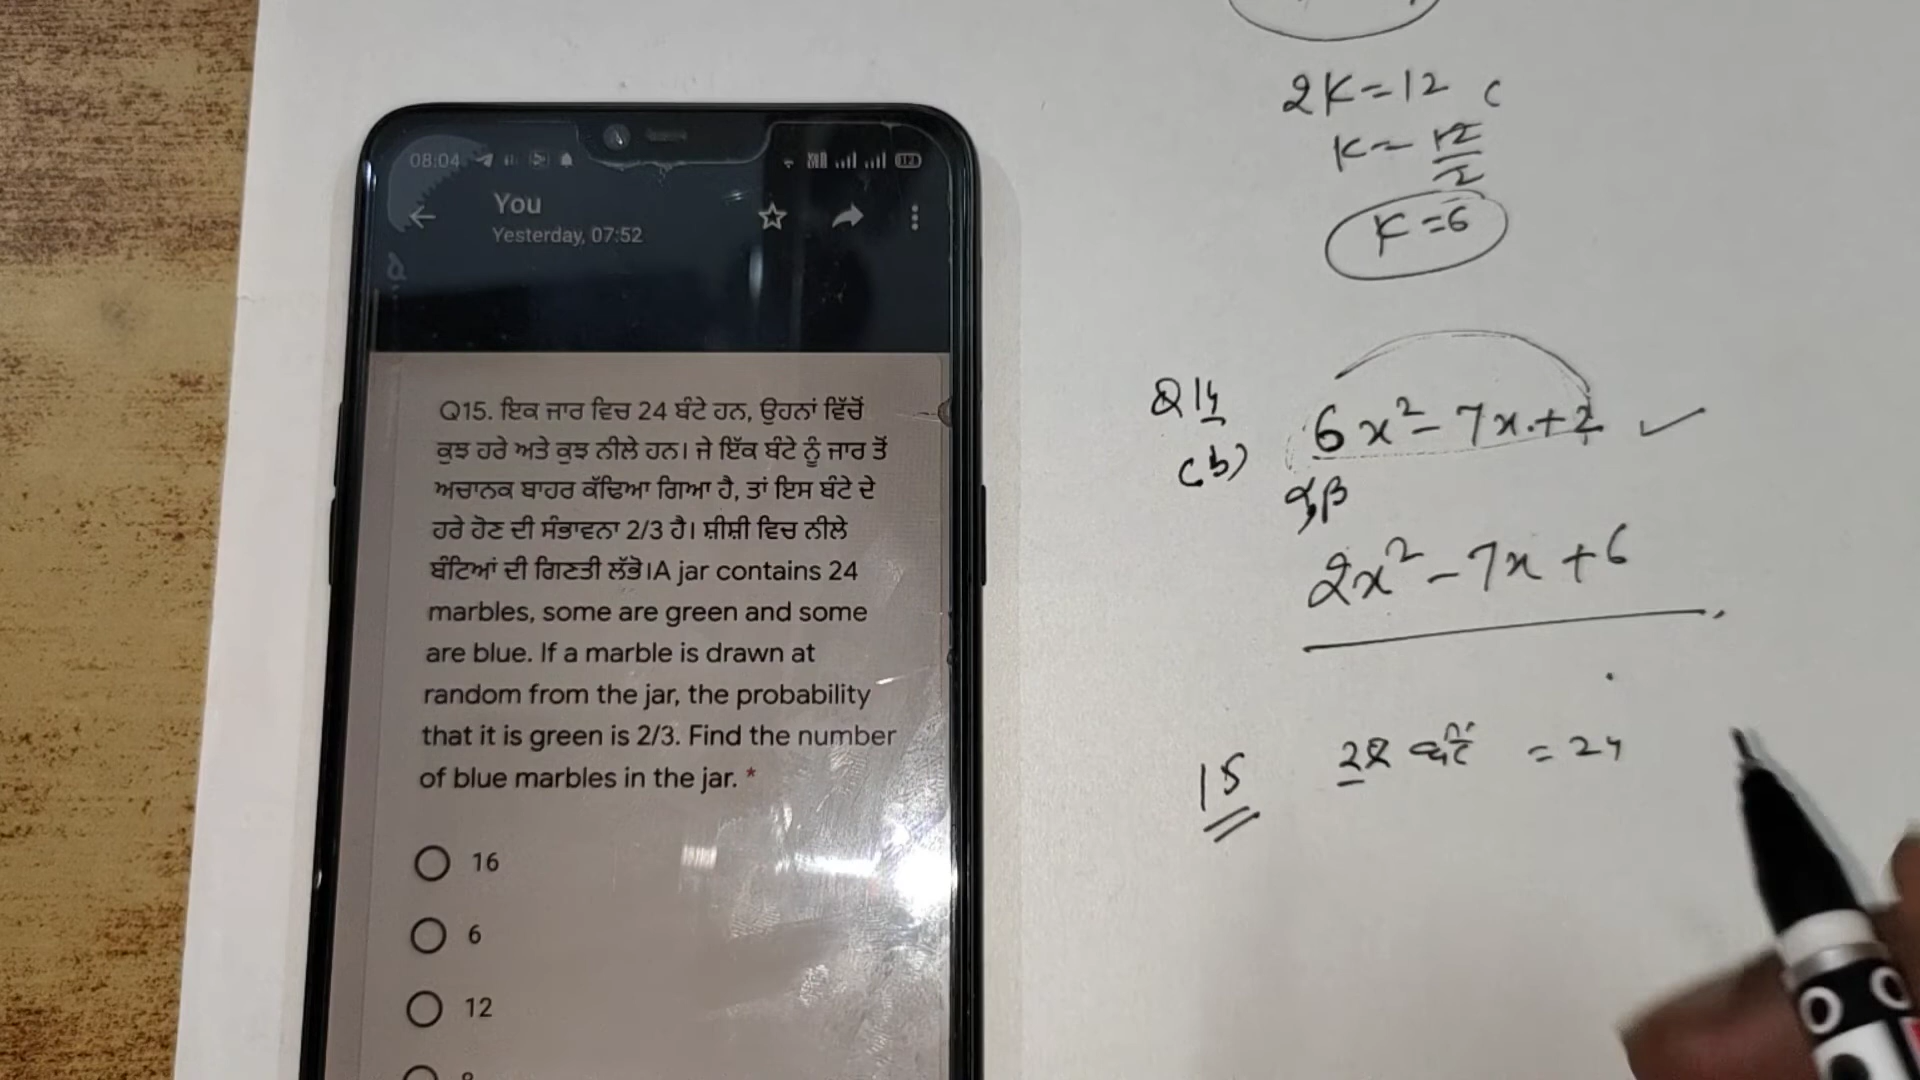 08:04
You
Yesterday, 07:52
Q15. ਇਕ ਜਾਰ ਵਿਚ 24 ਬੰਟੇ ਹਨ, ਉਹਨਾਂ ਵਿੱਚੋਂ
ਕੁਝ ਹਰੇ ਅਤੇ ਕੁਝ ਨੀਲੇ ਹਨ। ਜੇ ਇੱਕ ਬੰਟੇ ਨੂੰ ਜਾਰ ਤੋਂ
ਅਚਾਨਕ ਬਾਹਰ ਕੱਢਿਆ ਗਿਆ ਹੈ, ਤਾਂ ਇਸ ਬੰਟੇ ਦੇ
ਹਰੇ ਹੋਣ ਦੀ ਸੰਭਾਵਨਾ 2/3 ਹੈ। ਸ਼ੀਸ਼ੀ ਵਿਚ ਨੀਲੇ
ਬੰਟਿਆਂ ਦੀ ਗਿਣਤੀ ਲੱਭੋ।A jar contains 24
marbles, some are green and some
are blue. If a marble is drawn at
random from the jar, the probability
that it is green is 2/3. Find the number
of blue marbles in the jar. *
16
6
12
2K=12
K=12/2
K=6
Q14
(b)
6x²-7x+2
αβ
2x²-7x+6
15
= 24